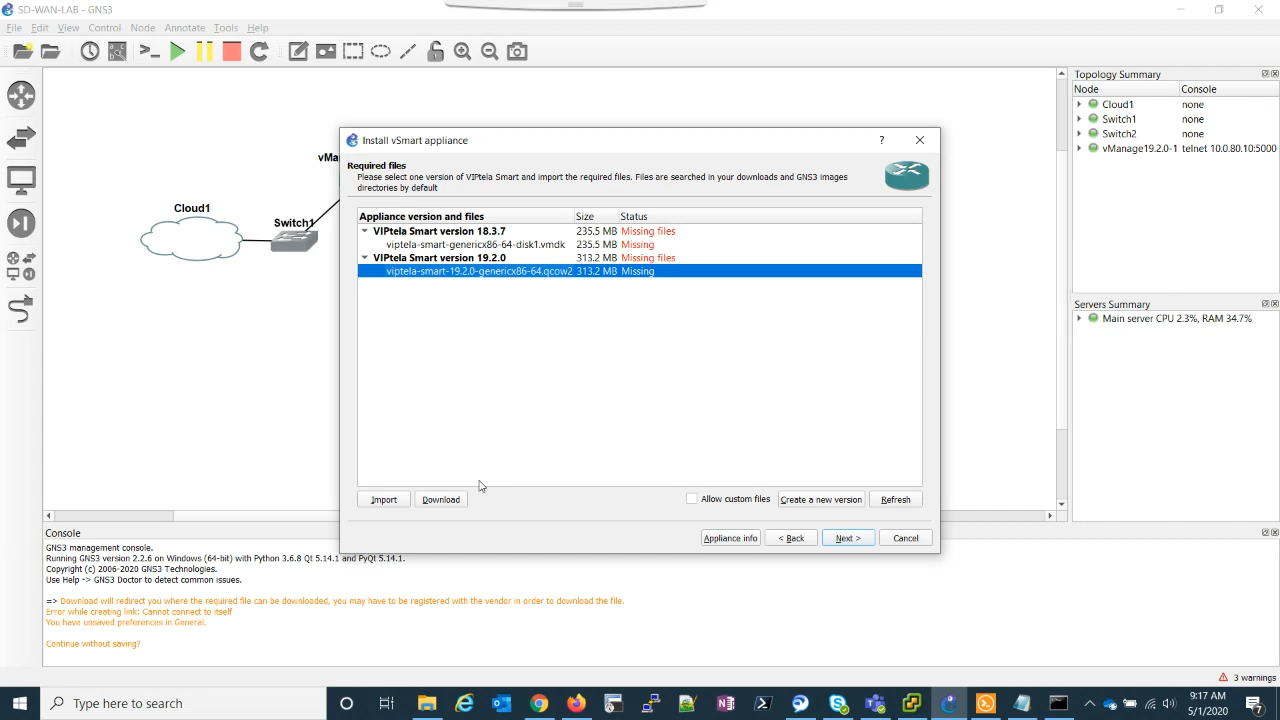 SD-WAN-LAB - GNS3
File Edit View Control Node Annotate Tools Help
Topology Summary
Node Console
Cloud1 none
Switch1 none
Switch2 none
vManage19.2.0-1 telnet 10.0.80.10:5000
Servers Summary
Main server CPU 2.3%, RAM 34.7%
vMa
Cloud1
Switch1
Install vSmart appliance
?
Required files
Please select one version of VIPtela Smart and import the required files. Files are searched in your downloads and GNS3 images
directories by default
Appliance version and files Size Status
VIPtela Smart version 18.3.7 235.5 MB Missing files
viptela-smart-genericx86-64-disk1.vmdk 235.5 MB Missing
VIPtela Smart version 19.2.0 313.2 MB Missing files
viptela-smart-19.2.0-genericx86-64.qcow2 313.2 MB Missing
Import Download Allow custom files Create a new version Refresh
Appliance info < Back Next > Cancel
Console
GNS3 management console.
Running GNS3 version 2.2.6 on Windows (64-bit) with Python 3.6.8 Qt 5.14.1 and PyQt 5.14.1.
Copyright (c) 2006-2020 GNS3 Technologies.
Use Help -> GNS3 Doctor to detect common issues.
=> Download will redirect you where the required file can be downloaded, you may have to be registered with the vendor in order to download the file.
Error while creating link: Cannot connect to itself
You have unsaved preferences in General.
Continue without saving?
3 warnings
Type here to search
9:17 AM
5/1/2020
7